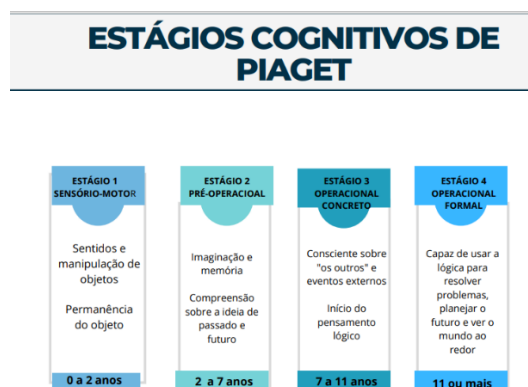 ESTÁGIOS COGNITIVOS DE
PIAGET
ESTÁGIO 1
SENSÓRIO-MOTOR
Sentidos e
manipulação de
objetos
Permanência
do objeto
0 a 2 anos
ESTÁGIO 2
PRÉ-OPERACIOAL
Imaginação e
memória
Compreensão
sobre a ideia de
passado e
futuro
2 a 7 anos
ESTÁGIO 3
OPERACIONAL
CONCRETO
Consciente sobre
"os outros" e
eventos externos
Início do
pensamento
lógico
7 a 11 anos
ESTÁGIO 4
OPERACIONAL
FORMAL
Capaz de usar a
lógica para
resolver
problemas,
planejar o
futuro e ver o
mundo ao
redor
11 ou mais